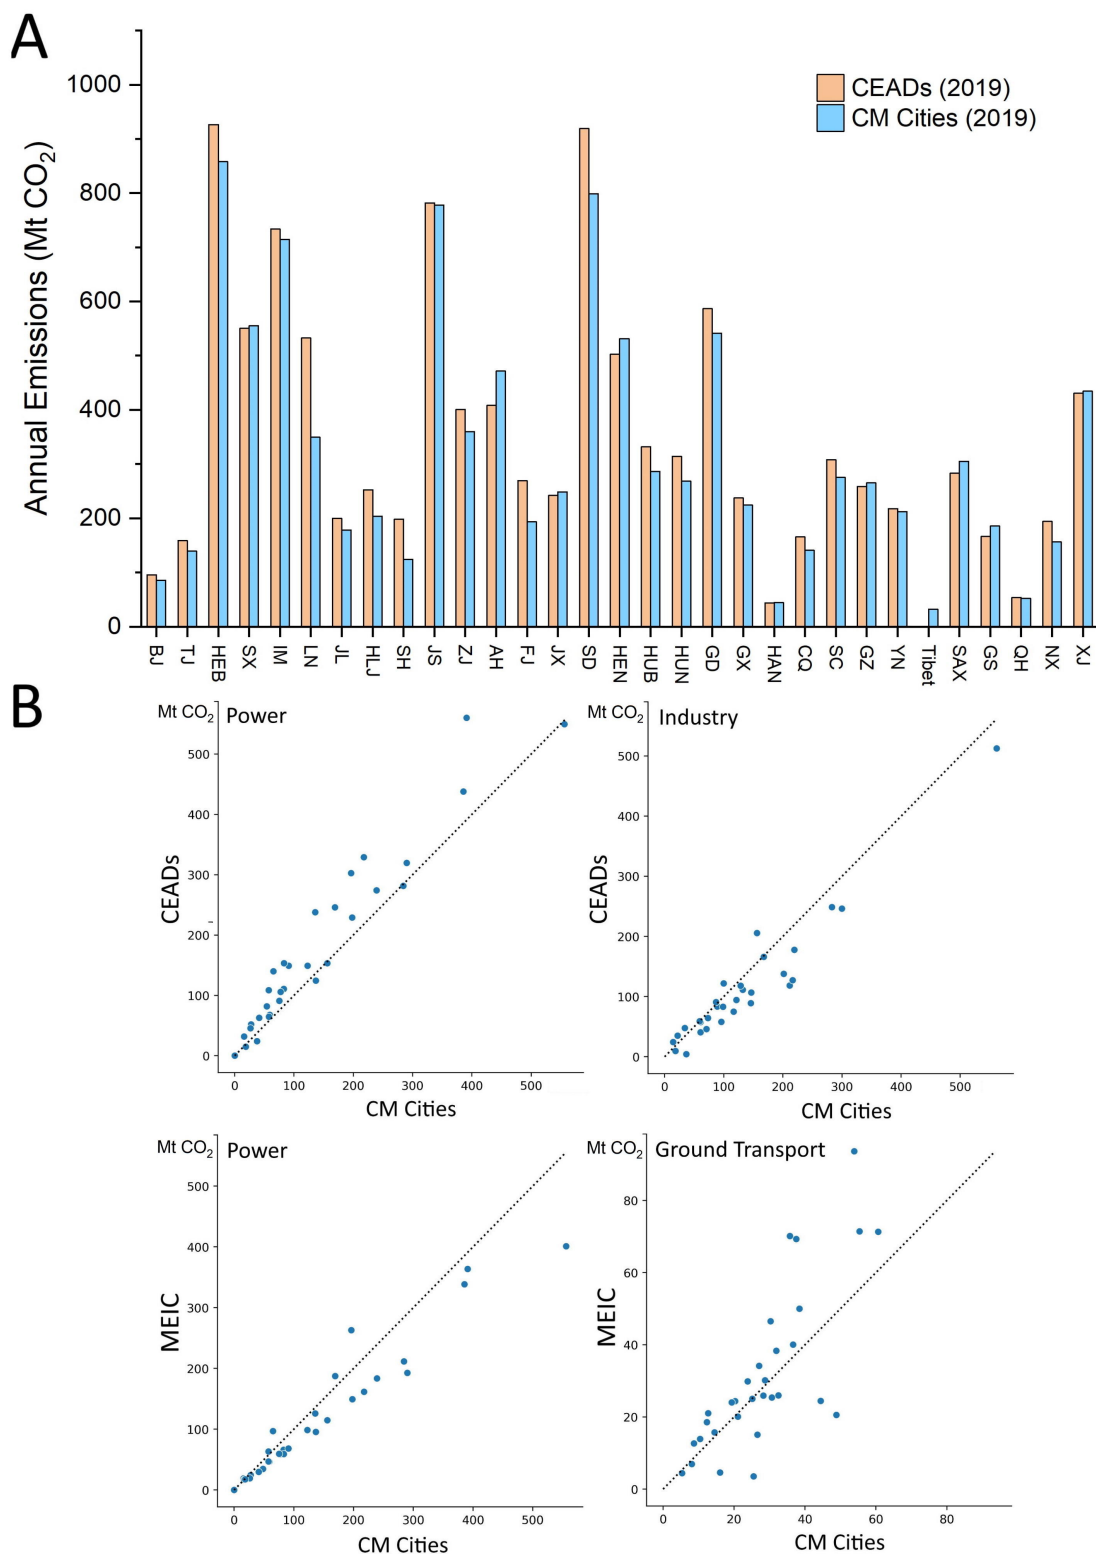 A
CEADs (2019)
CM Cities (2019)
Annual Emissions (Mt CO₂)
1000
800
600
400
200
0
BJ TJ HEB SX IM LN JL HLJ SH JS ZJ AH FJ JX SD HEN HUB HUN GD GX HAN CQ SC GZ YN Tibet SAX GS QH NX XJ
B
Mt CO₂ Power
CEADs
500
400
300
200
100
0
0 100 200 300 400 500
CM Cities
Mt CO₂ Industry
CEADs
500
400
300
200
100
0
0 100 200 300 400 500
CM Cities
Mt CO₂ Power
MEIC
500
400
300
200
100
0
0 100 200 300 400 500
CM Cities
Mt CO₂ Ground Transport
MEIC
80
60
40
20
0
0 20 40 60 80
CM Cities